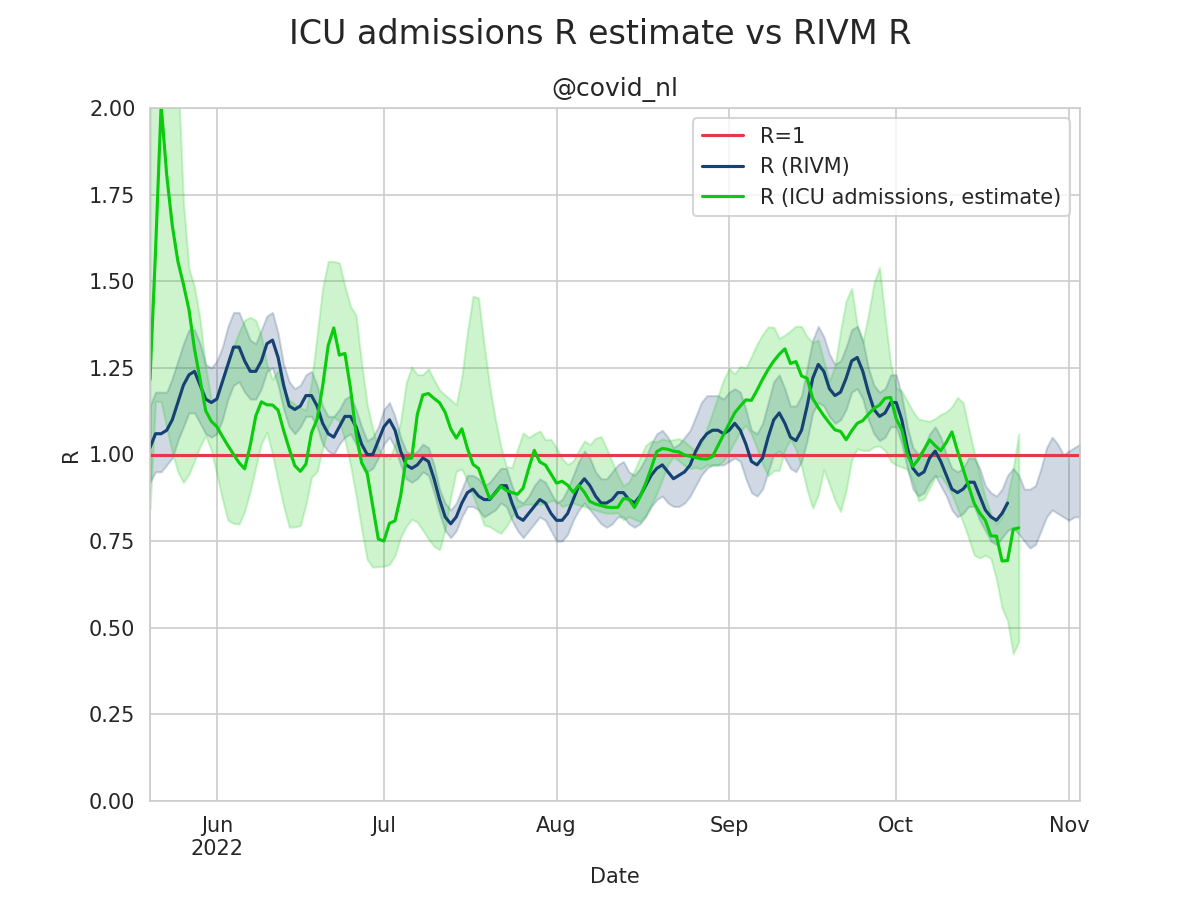 ICU admissions R estimate vs RIVM R
@covid_nl
R=1
R (RIVM)
R (ICU admissions, estimate)
2.00
1.75
1.50
1.25
1.00
0.75
0.50
0.25
0.00
R
Jun
2022
Jul
Aug
Sep
Oct
Nov
Date